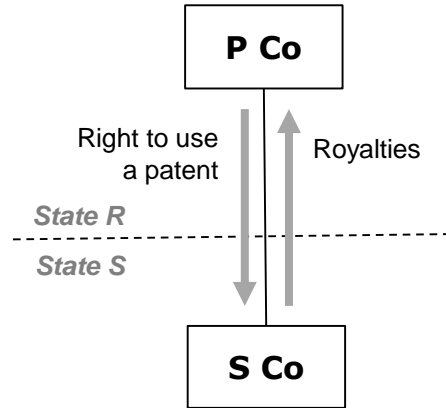 P Co
Right to use
a patent
Royalties
State R
State S
S Co